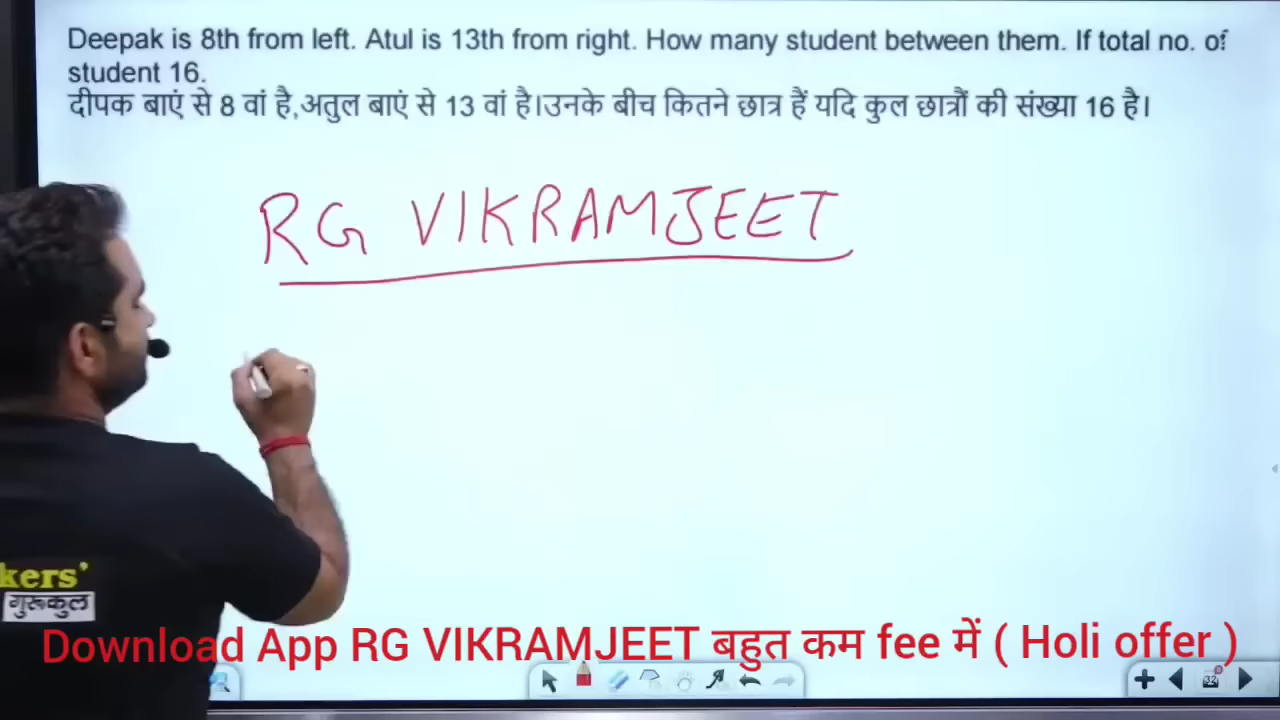 Deepak is 8th from left. Atul is 13th from right. How many student between them. If total no. of
student 16.
दीपक बाएं से 8 वां है,अतुल बाएं से 13 वां है।उनके बीच कितने छात्र हैं यदि कुल छात्रौं की संख्या 16 है।
RG VIKRAMJEET
kers'
गुरूकुल
Download App RG VIKRAMJEET बहुत कम fee में ( Holi offer )
32